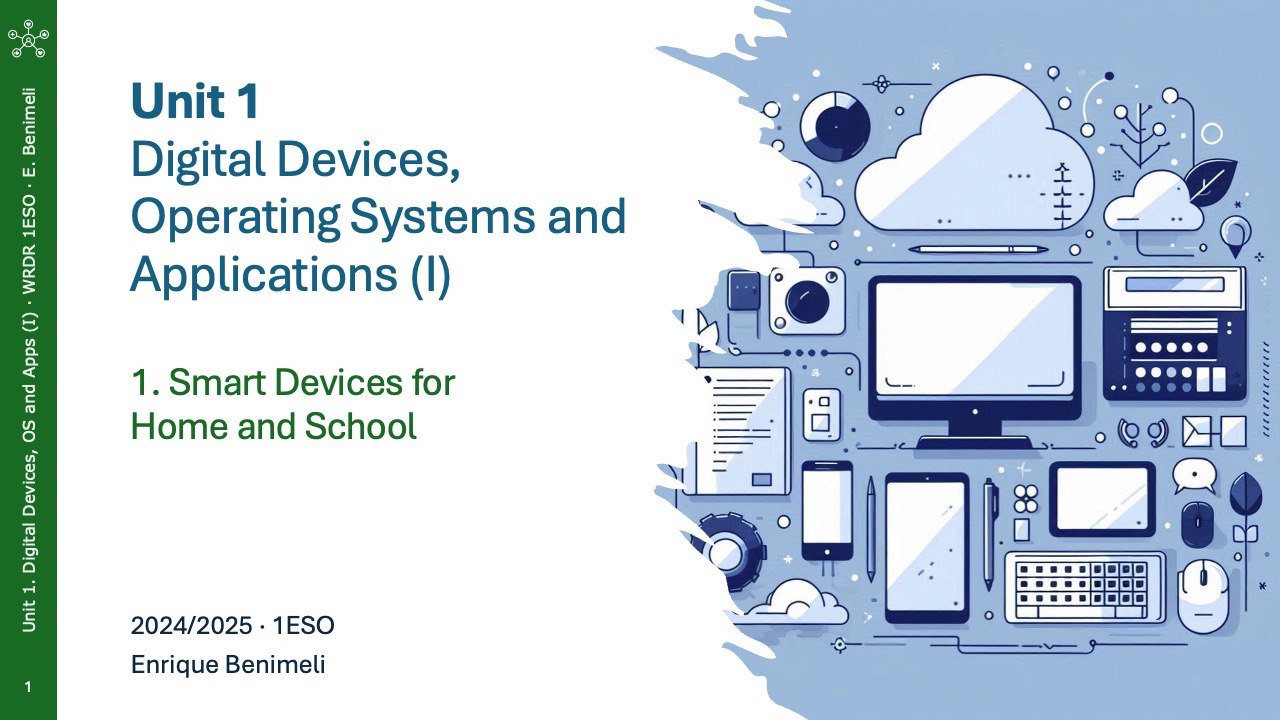 Unit 1. Digital Devices, OS and Apps (I) · WRDR 1ESO · E. Benimeli
1
Unit 1
Digital Devices,
Operating Systems and
Applications (I)
1. Smart Devices for
Home and School
2024/2025 · 1ESO
Enrique Benimeli